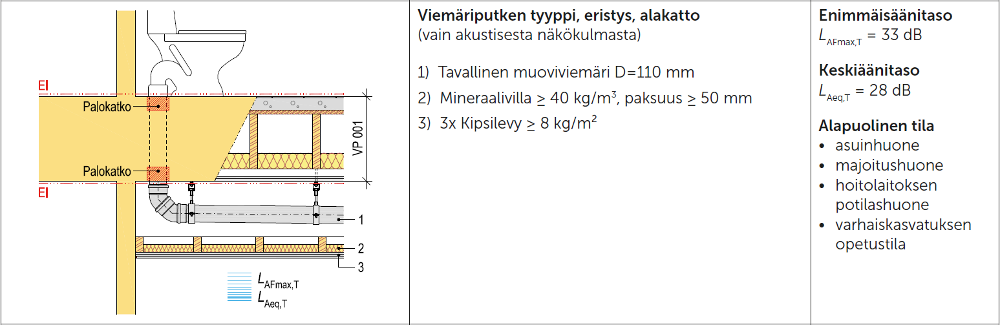 EI
Palokatko
VP 001
Palokatko
EI
1
2
3
LAFmax,T
LAeq,T
Viemäriputken tyyppi, eristys, alakatto
(vain akustisesta näkökulmasta)
1) Tavallinen muoviviemäri D=110 mm
2) Mineraalivilla ≥ 40 kg/m³, paksuus ≥ 50 mm
3) 3x Kipsilevy ≥ 8 kg/m²
Enimmäisäänitaso
LAFmax,T = 33 dB
Keskiäänitaso
LAeq,T = 28 dB
Alapuolinen tila
• asuinhuone
• majoitushuone
• hoitolaitoksen
potilashuone
• varhaiskasvatuksen
opetustila